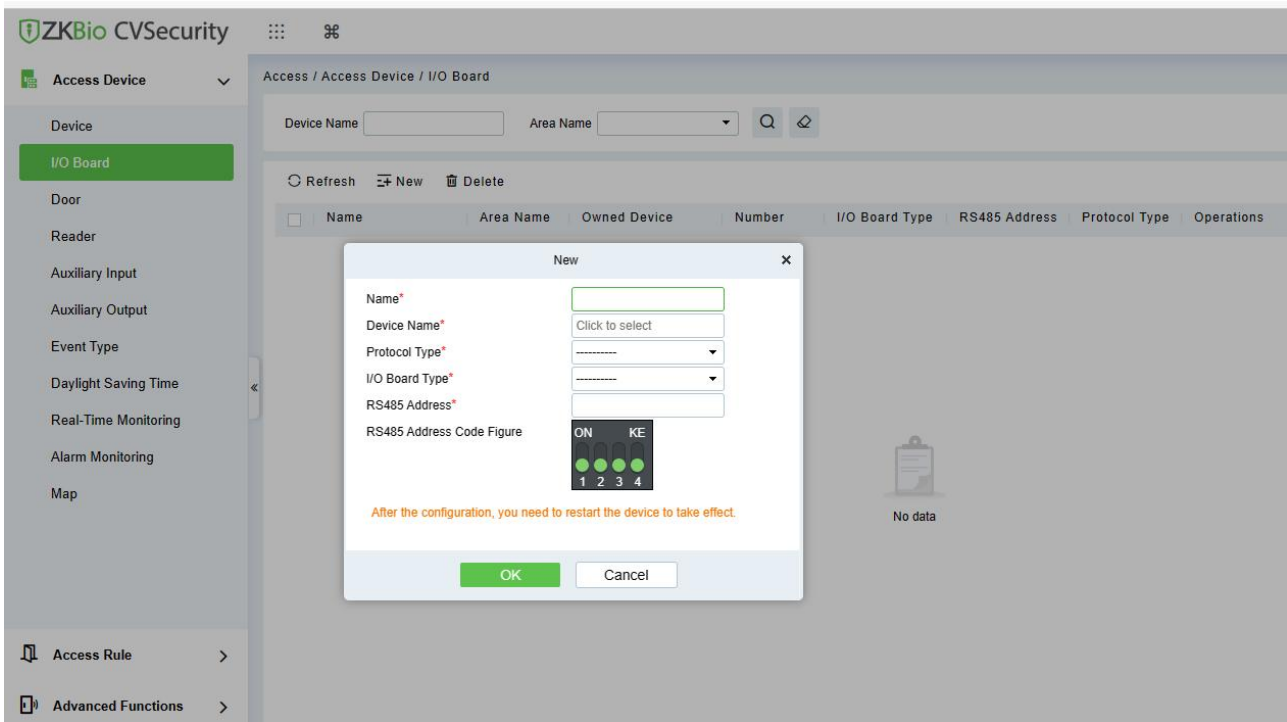 ZKBio CVSecurity
Access Device
Access / Access Device / I/O Board
Device
Device Name
Area Name
I/O Board
Refresh New Delete
Door
Name Area Name Owned Device Number I/O Board Type RS485 Address Protocol Type Operations
Reader
Auxiliary Input
Auxiliary Output
Event Type
Daylight Saving Time
Real-Time Monitoring
Alarm Monitoring
Map
New
Name*
Device Name* Click to select
Protocol Type* ----------
I/O Board Type* ----------
RS485 Address*
RS485 Address Code Figure
ON KE
1 2 3 4
After the configuration, you need to restart the device to take effect.
OK Cancel
No data
Access Rule
Advanced Functions